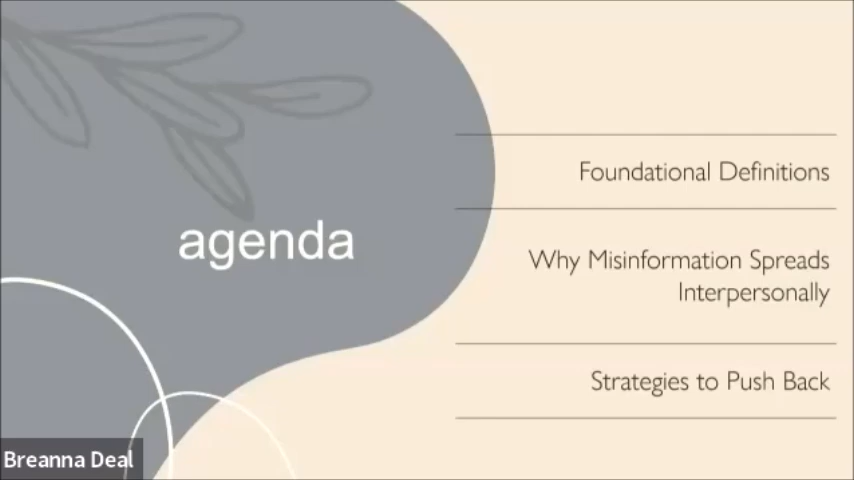 agenda
Foundational Definitions
Why Misinformation Spreads
Interpersonally
Strategies to Push Back
Breanna Deal